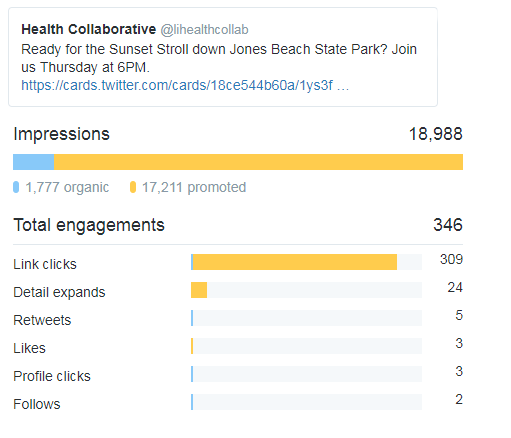 Health Collaborative @lihealthcollab
Ready for the Sunset Stroll down Jones Beach State Park? Join
us Thursday at 6PM.
https://cards.twitter.com/cards/18ce544b60a/1ys3f ...
Impressions 18,988
1,777 organic 17,211 promoted
Total engagements 346
Link clicks 309
Detail expands 24
Retweets 5
Likes 3
Profile clicks 3
Follows 2